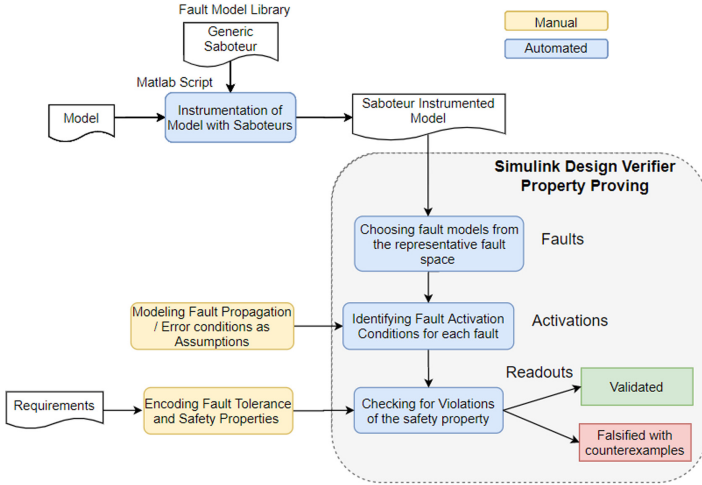 Fault Model Library
Generic
Saboteur
Manual
Automated
Matlab Script
Model
Instrumentation of
Model with Saboteurs
Saboteur Instrumented
Model
Simulink Design Verifier
Property Proving
Choosing fault models from
the representative fault
space
Faults
Modeling Fault Propagation
/ Error conditions as
Assumptions
Identifying Fault Activation
Conditions for each fault
Activations
Readouts
Requirements
Encoding Fault Tolerance
and Safety Properties
Checking for Violations
of the safety property
Validated
Falsified with
counterexamples